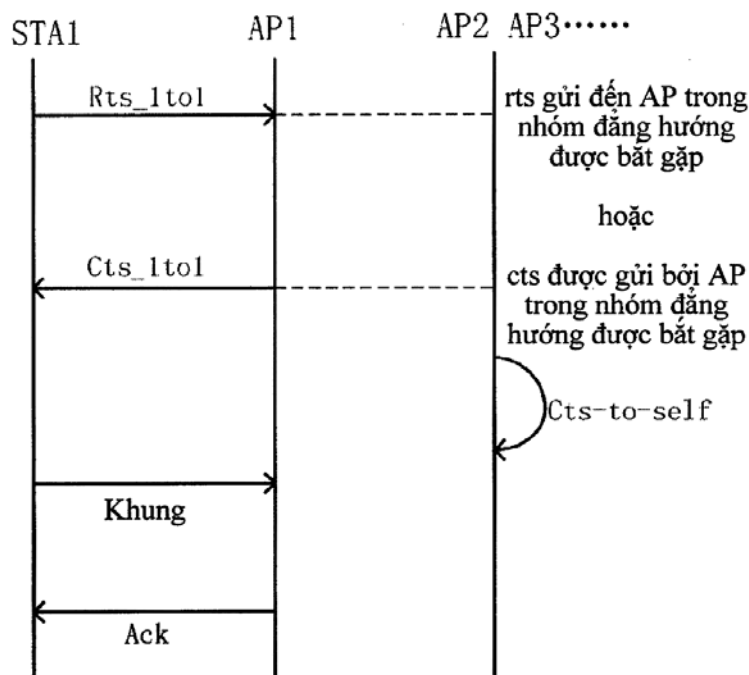 STA1 AP1 AP2 AP3······
Rts_1to1
rts gửi đến AP trong
nhóm đẳng hướng
được bắt gặp
hoặc
Cts_1to1
cts được gửi bởi AP
trong nhóm đẳng
hướng được bắt gặp
Cts-to-self
Khung
Ack